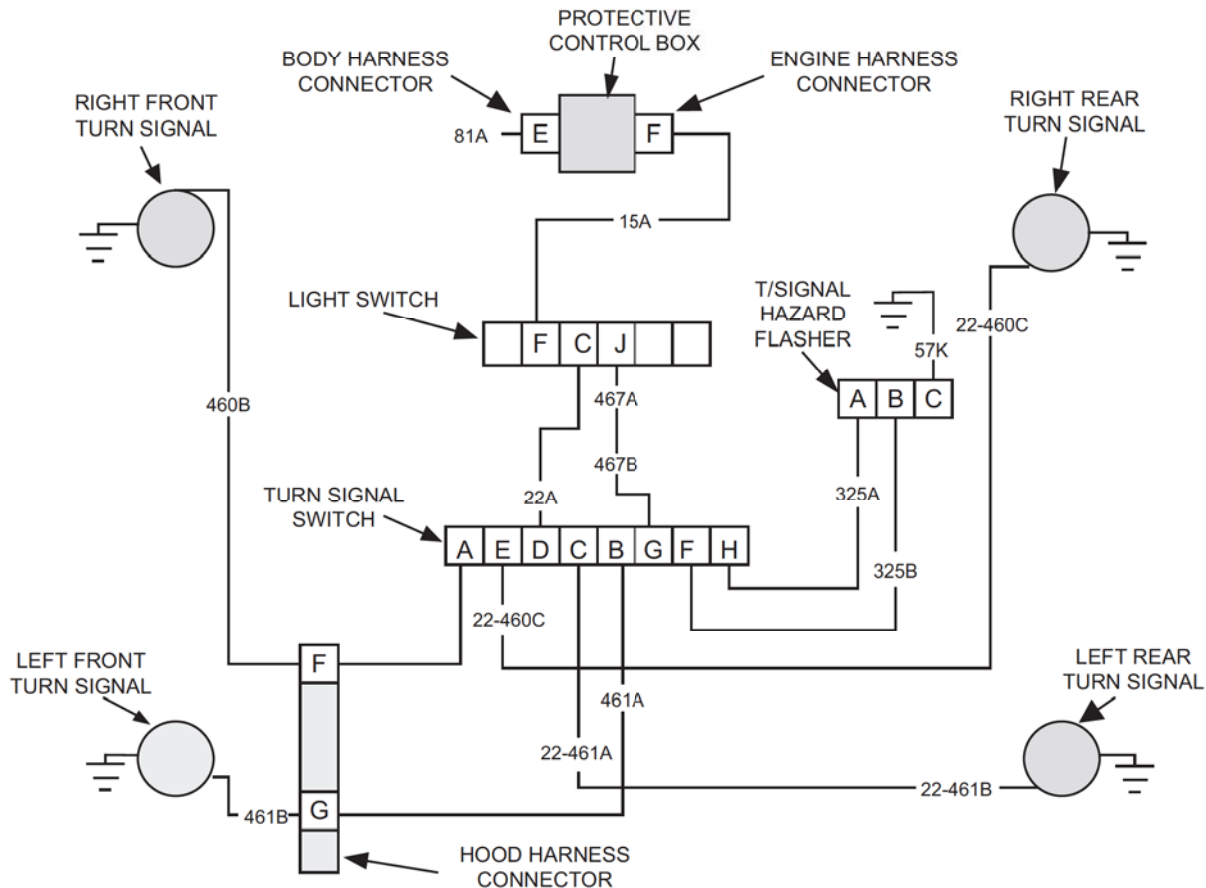 PROTECTIVE
CONTROL BOX
BODY HARNESS
CONNECTOR
ENGINE HARNESS
CONNECTOR
RIGHT FRONT
TURN SIGNAL
RIGHT REAR
TURN SIGNAL
81A
E
F
15A
LIGHT SWITCH
T/SIGNAL
HAZARD
FLASHER
22-460C
F
C
J
57K
460B
467A
A
B
C
467B
325A
TURN SIGNAL
SWITCH
22A
A
E
D
C
B
G
F
H
325B
22-460C
LEFT FRONT
TURN SIGNAL
F
LEFT REAR
TURN SIGNAL
461A
22-461A
22-461B
461B
G
HOOD HARNESS
CONNECTOR